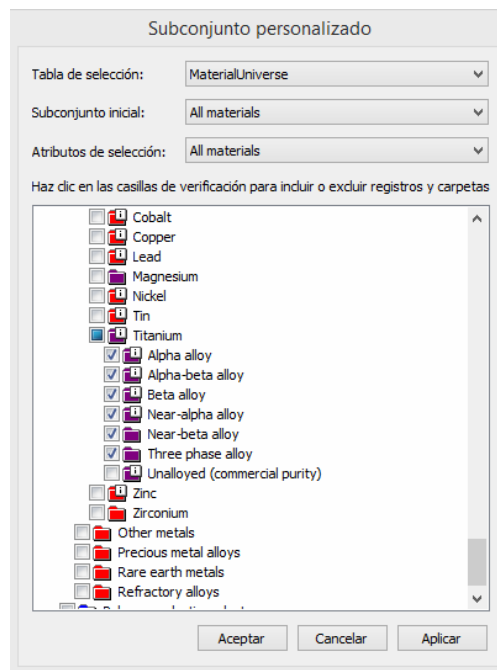 Subconjunto personalizado
Tabla de selección: MaterialUniverse
Subconjunto inicial: All materials
Atributos de selección: All materials
Haz clic en las casillas de verificación para incluir o excluir registros y carpetas
Cobalt
Copper
Lead
Magnesium
Nickel
Tin
Titanium
Alpha alloy
Alpha-beta alloy
Beta alloy
Near-alpha alloy
Near-beta alloy
Three phase alloy
Unalloyed (commercial purity)
Zinc
Zirconium
Other metals
Precious metal alloys
Rare earth metals
Refractory alloys
Aceptar Cancelar Aplicar